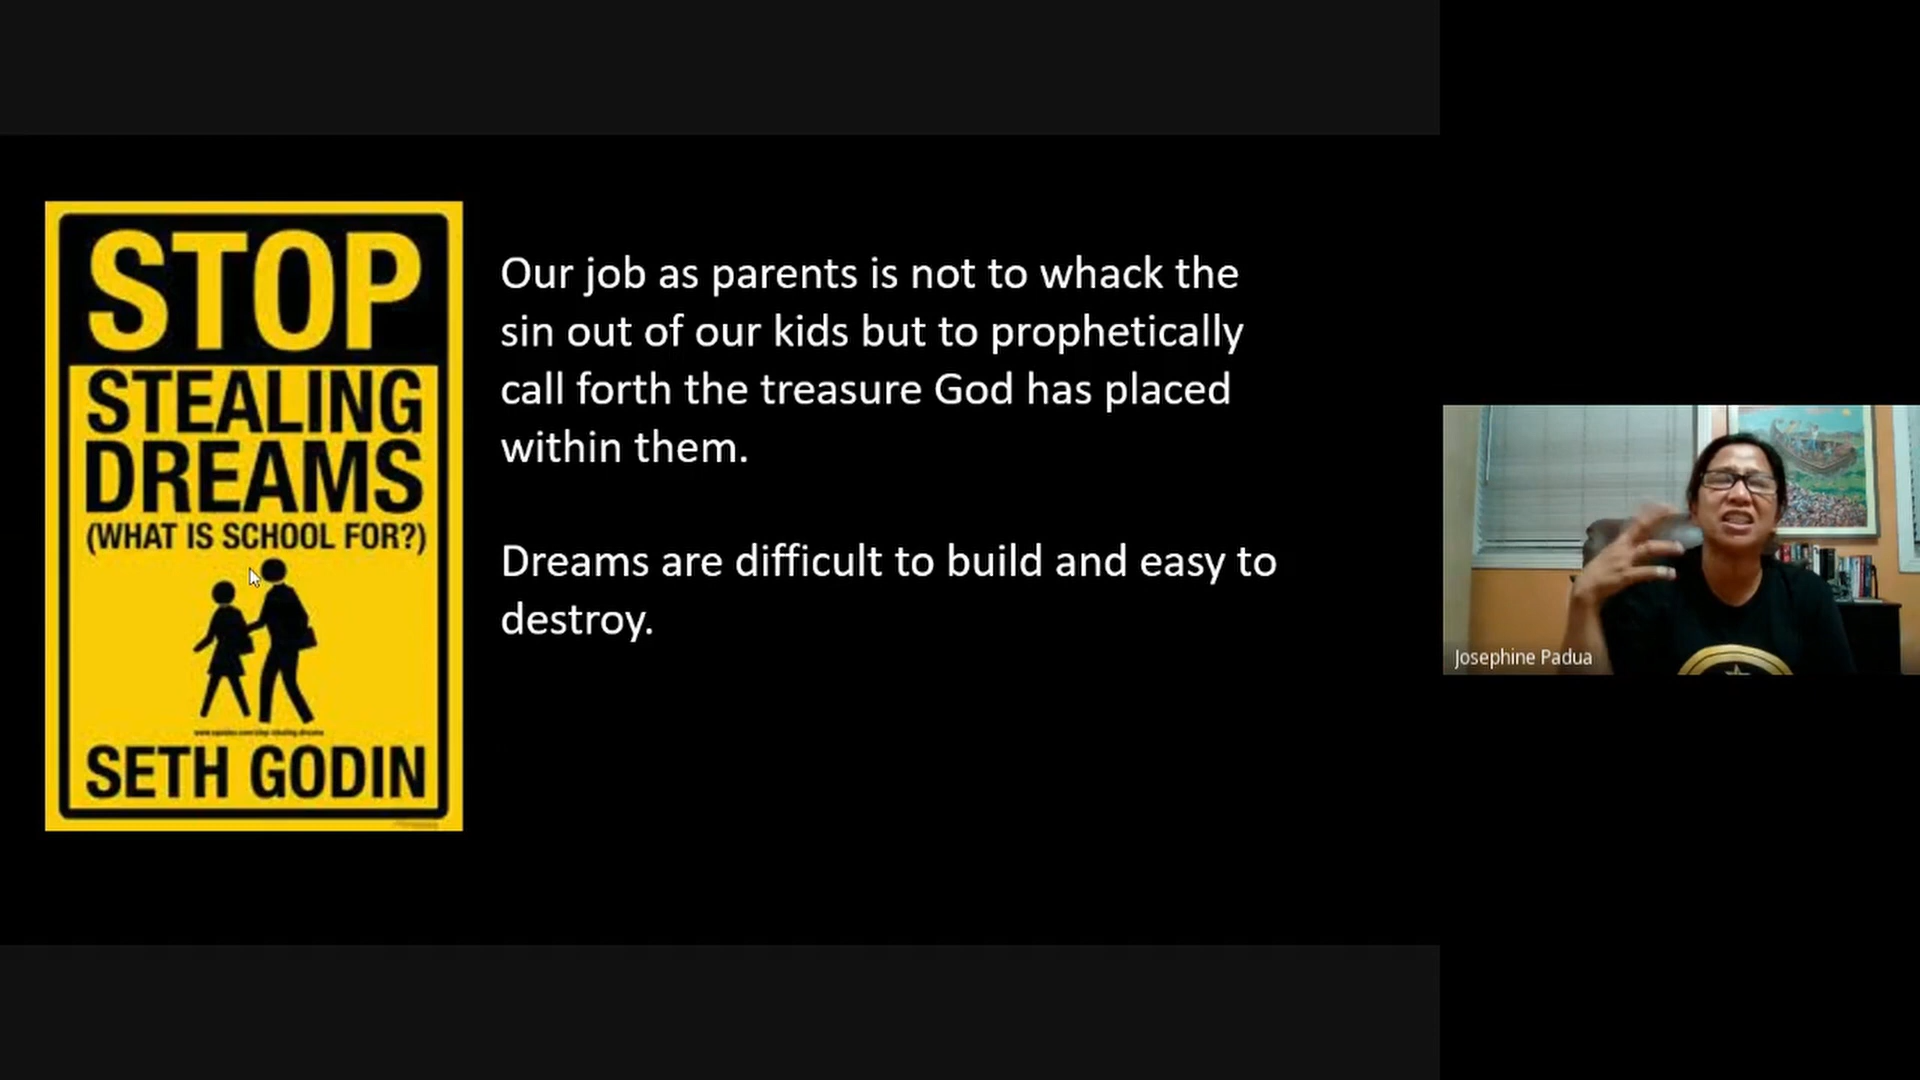 STOP
STEALING
DREAMS
(WHAT IS SCHOOL FOR?)
SETH GODIN
Our job as parents is not to whack the
sin out of our kids but to prophetically
call forth the treasure God has placed
within them.
Dreams are difficult to build and easy to
destroy.
Josephine Padua